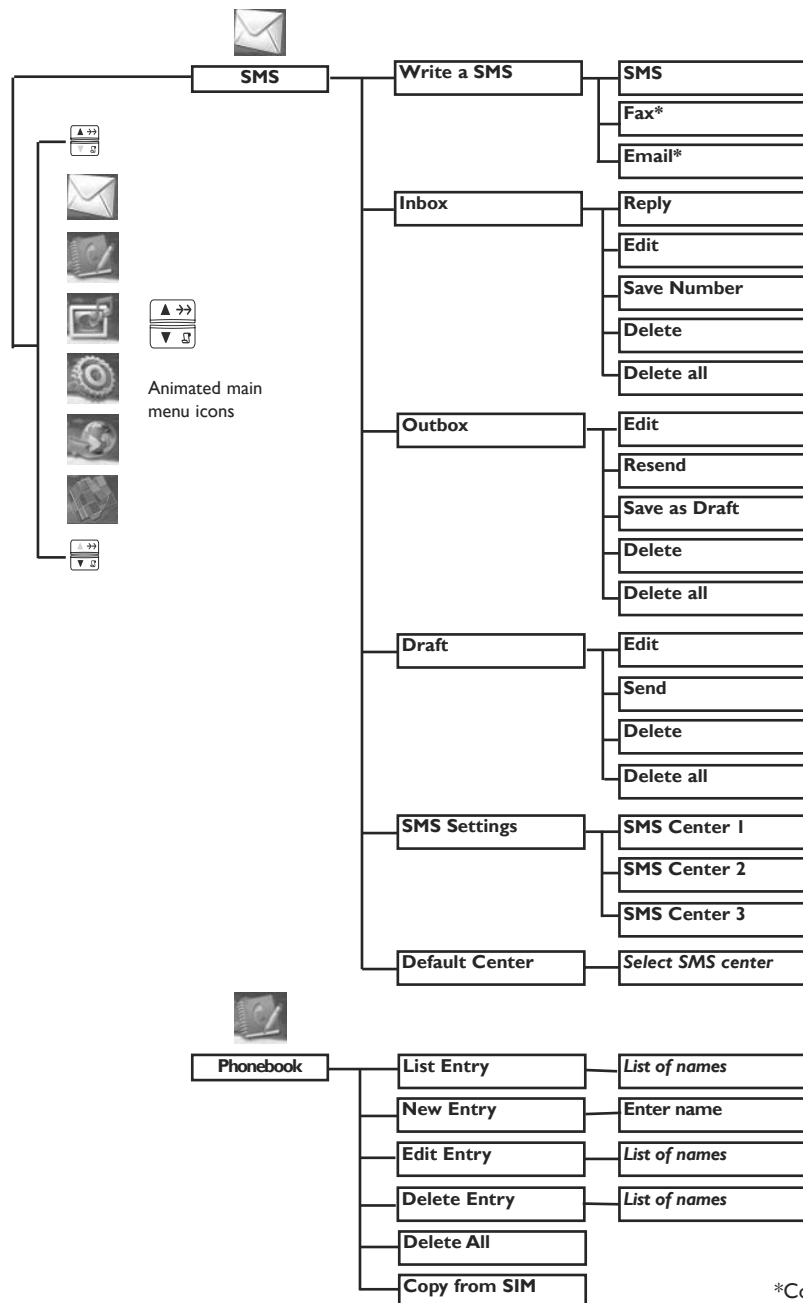 SMS
Write a SMS
SMS
Fax*
Email*
Inbox
Reply
Edit
Save Number
Delete
Delete all
Animated main
menu icons
Outbox
Edit
Resend
Save as Draft
Delete
Delete all
Draft
Edit
Send
Delete
Delete all
SMS Settings
SMS Center 1
SMS Center 2
SMS Center 3
Default Center
Select SMS center
Phonebook
List Entry
List of names
New Entry
Enter name
Edit Entry
List of names
Delete Entry
List of names
Delete All
Copy from SIM